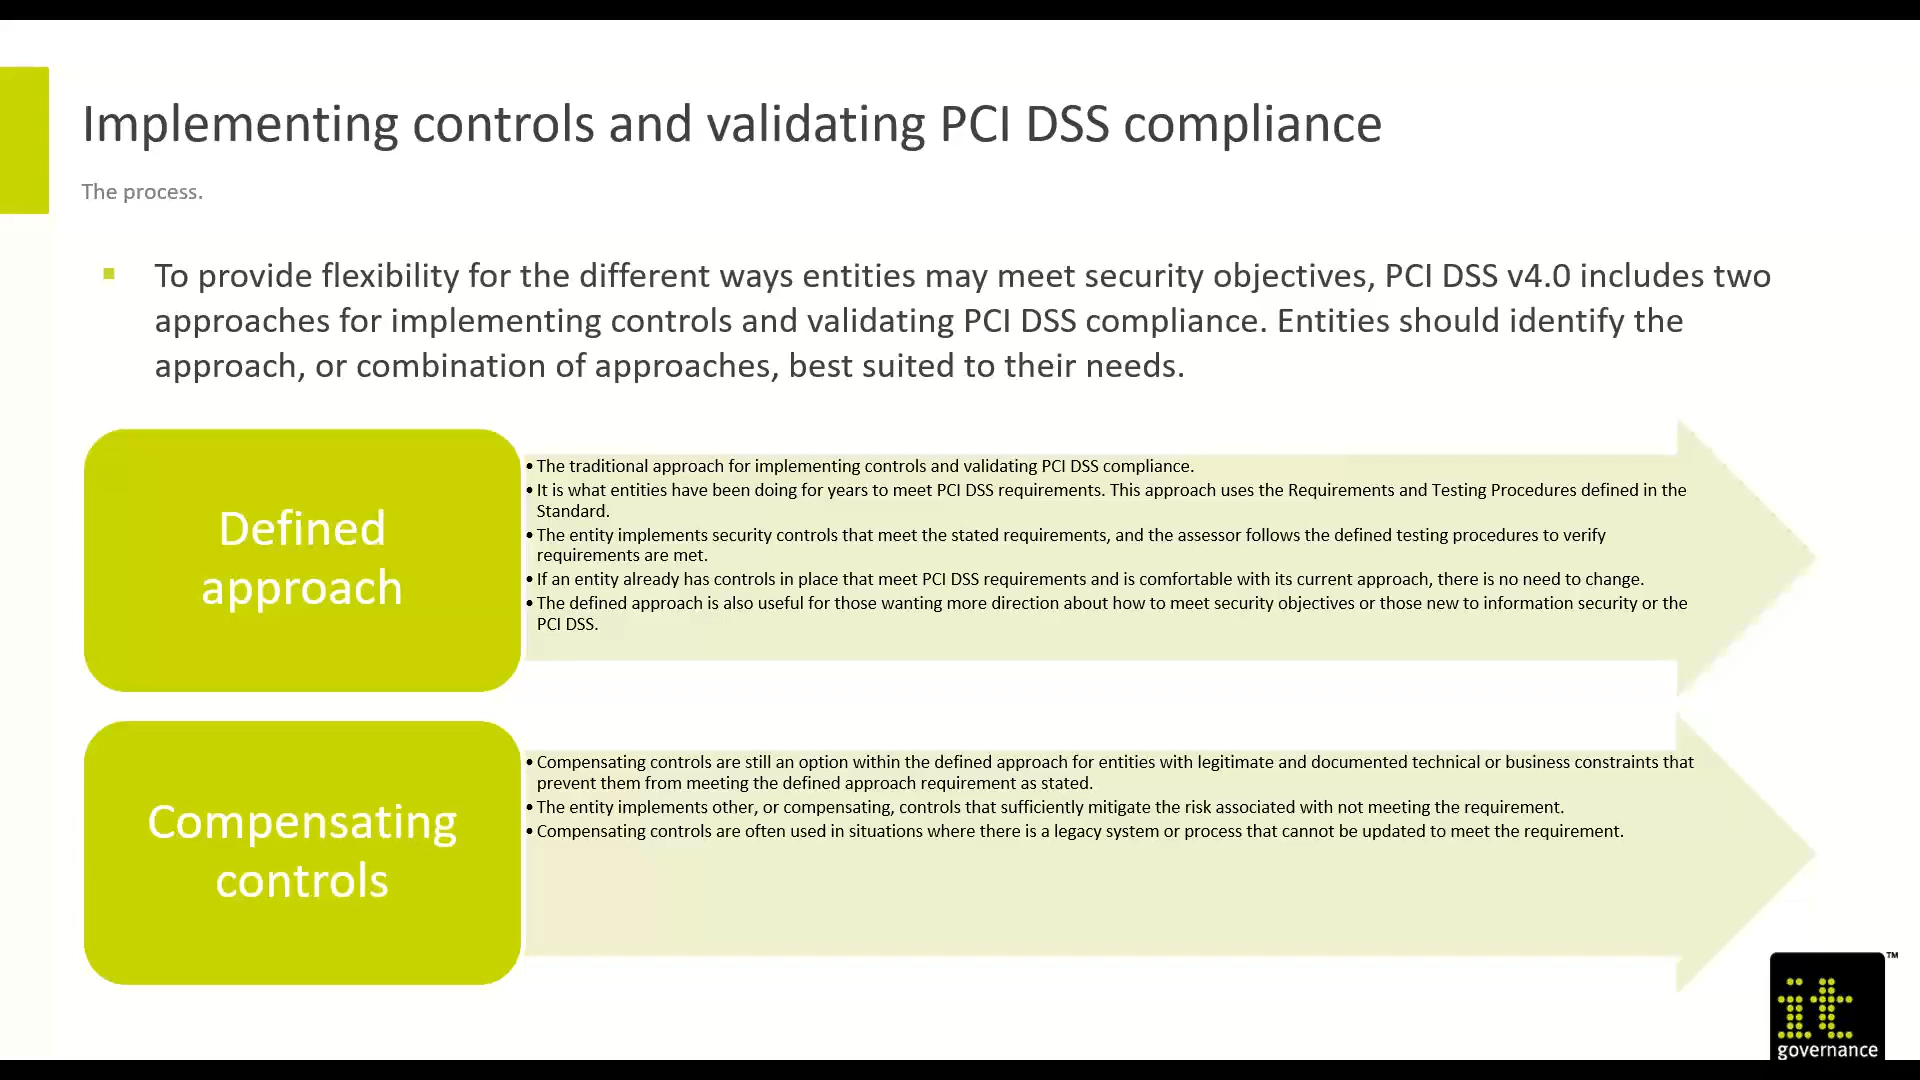 Implementing controls and validating PCI DSS compliance
The process.
▪ To provide flexibility for the different ways entities may meet security objectives, PCI DSS v4.0 includes two
approaches for implementing controls and validating PCI DSS compliance. Entities should identify the
approach, or combination of approaches, best suited to their needs.
Defined
approach
•The traditional approach for implementing controls and validating PCI DSS compliance.
•It is what entities have been doing for years to meet PCI DSS requirements. This approach uses the Requirements and Testing Procedures defined in the
Standard.
•The entity implements security controls that meet the stated requirements, and the assessor follows the defined testing procedures to verify
requirements are met.
•If an entity already has controls in place that meet PCI DSS requirements and is comfortable with its current approach, there is no need to change.
•The defined approach is also useful for those wanting more direction about how to meet security objectives or those new to information security or the
PCI DSS.
Compensating
controls
•Compensating controls are still an option within the defined approach for entities with legitimate and documented technical or business constraints that
prevent them from meeting the defined approach requirement as stated.
•The entity implements other, or compensating, controls that sufficiently mitigate the risk associated with not meeting the requirement.
•Compensating controls are often used in situations where there is a legacy system or process that cannot be updated to meet the requirement.
TM
it
governance